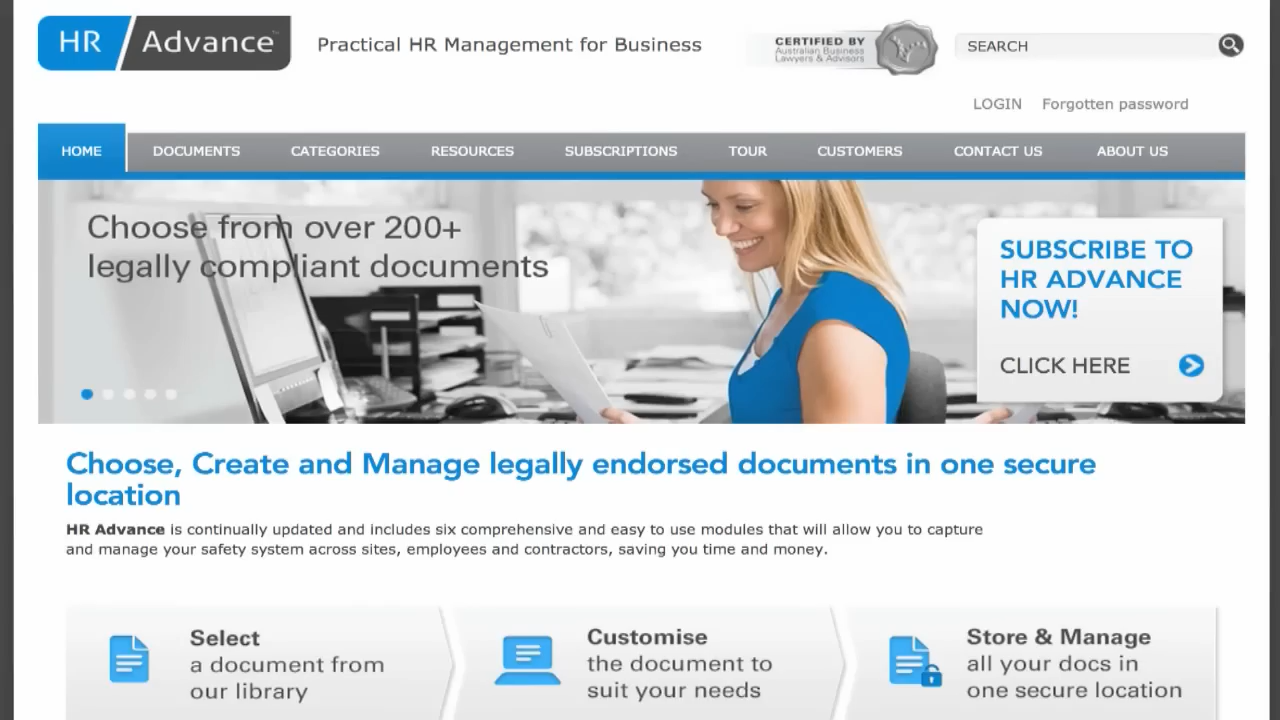 HR Advance™
Practical HR Management for Business
CERTIFIED BY
Australian Business
Lawyers & Advisors
SEARCH
LOGIN Forgotten password
HOME DOCUMENTS CATEGORIES RESOURCES SUBSCRIPTIONS TOUR CUSTOMERS CONTACT US ABOUT US
Choose from over 200+
legally compliant documents
SUBSCRIBE TO
HR ADVANCE
NOW!
CLICK HERE
Choose, Create and Manage legally endorsed documents in one secure
location
HR Advance is continually updated and includes six comprehensive and easy to use modules that will allow you to capture
and manage your safety system across sites, employees and contractors, saving you time and money.
Select
a document from
our library
Customise
the document to
suit your needs
Store & Manage
all your docs in
one secure location